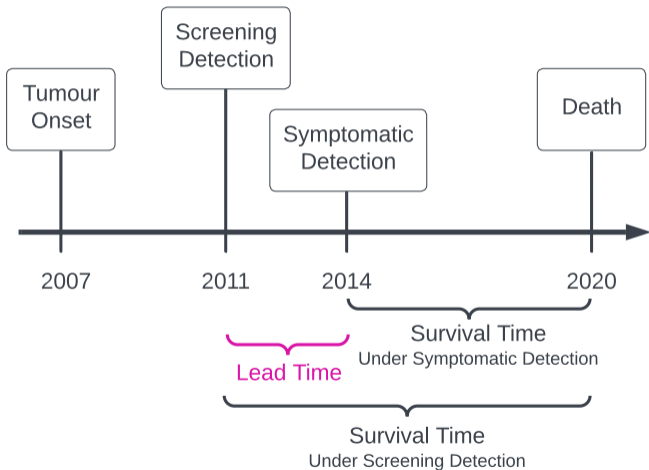 Screening
Detection
Tumour
Onset
Symptomatic
Detection
Death
2007
2011
2014
2020
Survival Time
Under Symptomatic Detection
Lead Time
Survival Time
Under Screening Detection